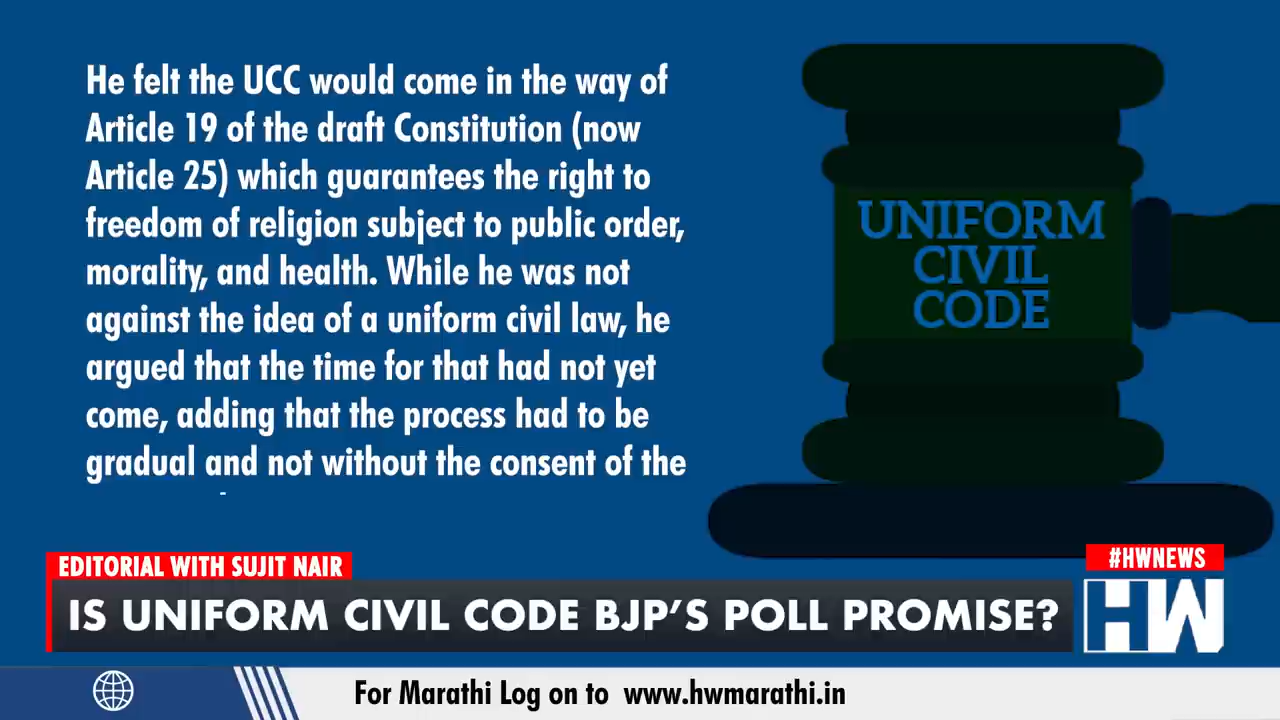 He felt the UCC would come in the way of
Article 19 of the draft Constitution (now
Article 25) which guarantees the right to
freedom of religion subject to public order,
morality, and health. While he was not
against the idea of a uniform civil law, he
argued that the time for that had not yet
come, adding that the process had to be
gradual and not without the consent of the
UNIFORM
CIVIL
CODE
EDITORIAL WITH SUJIT NAIR
#HWNEWS
IS UNIFORM CIVIL CODE BJP'S POLL PROMISE?
HW
For Marathi Log on to www.hwmarathi.in